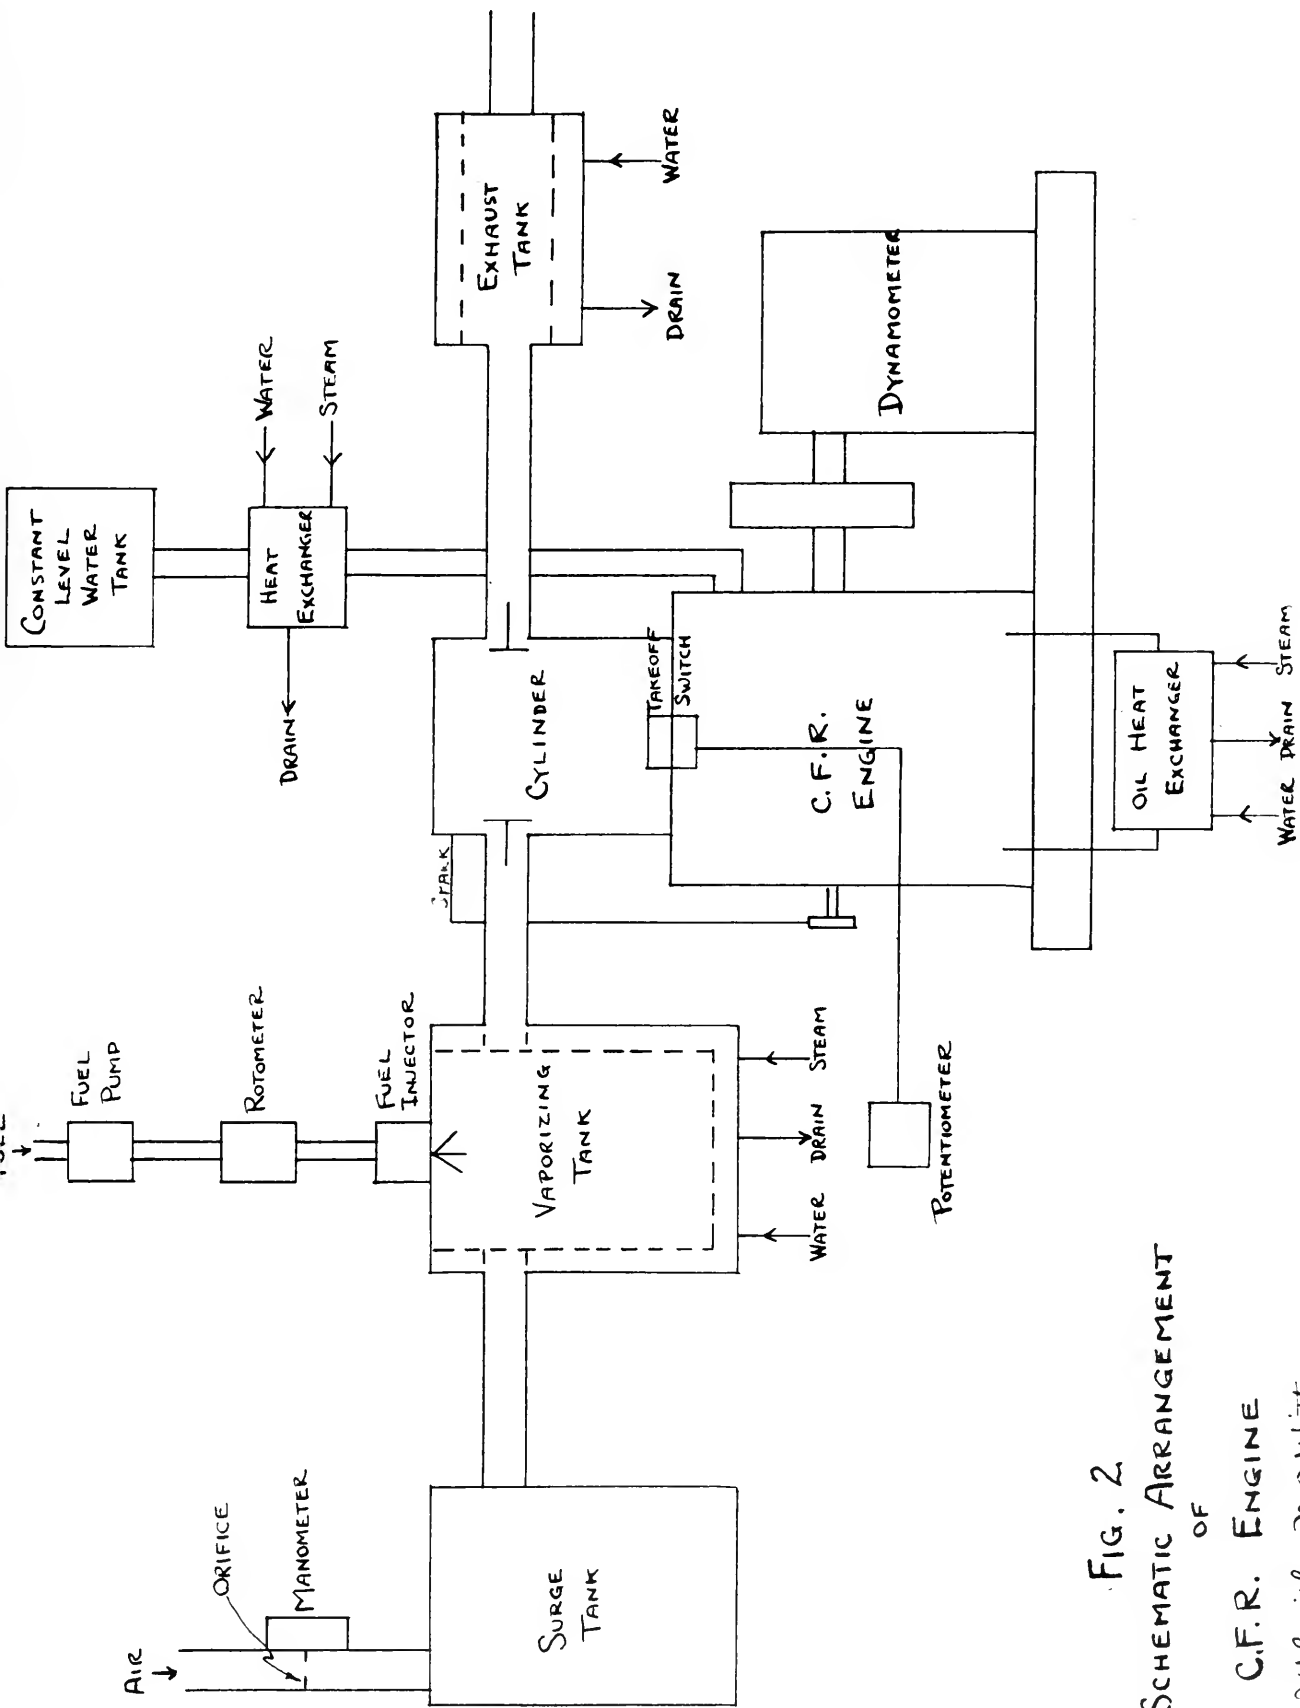 AIR
ORIFICE
MANOMETER
SURGE
TANK
FUEL
PUMP
ROTOMETER
FUEL
INJECTOR
VAPORIZING
TANK
WATER
DRAIN
STEAM
POTENTIOMETER
SPARK
CYLINDER
TAKEOFF
SWITCH
C.F.R.
ENGINE
CONSTANT
LEVEL
WATER
TANK
HEAT
EXCHANGER
WATER
STEAM
DRAIN
EXHAUST
TANK
DRAIN
WATER
DYNAMOMETER
OIL HEAT
EXCHANGER
WATER
DRAIN
STEAM
FIG. 2
SCHEMATIC ARRANGEMENT
OF
C.F.R. ENGINE